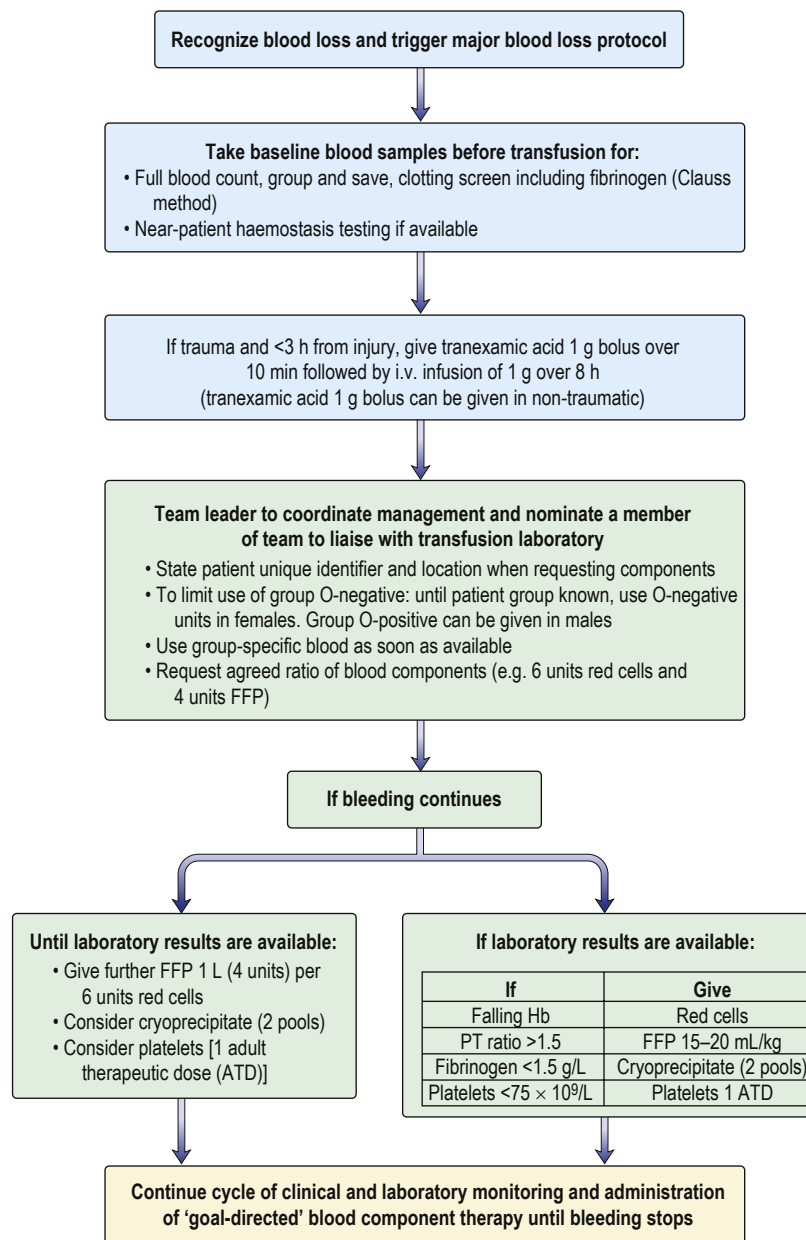 Recognize blood loss and trigger major blood loss protocol
Take baseline blood samples before transfusion for:
• Full blood count, group and save, clotting screen including fibrinogen (Clauss
method)
• Near-patient haemostasis testing if available
If trauma and <3 h from injury, give tranexamic acid 1 g bolus over
10 min followed by i.v. infusion of 1 g over 8 h
(tranexamic acid 1 g bolus can be given in non-traumatic)
Team leader to coordinate management and nominate a member
of team to liaise with transfusion laboratory
• State patient unique identifier and location when requesting components
• To limit use of group O-negative: until patient group known, use O-negative
units in females. Group O-positive can be given in males
• Use group-specific blood as soon as available
• Request agreed ratio of blood components (e.g. 6 units red cells and
4 units FFP)
If bleeding continues
Until laboratory results are available:
• Give further FFP 1 L (4 units) per
6 units red cells
• Consider cryoprecipitate (2 pools)
• Consider platelets [1 adult
therapeutic dose (ATD)]
If laboratory results are available:
If Give
Falling Hb Red cells
PT ratio >1.5 FFP 15–20 mL/kg
Fibrinogen <1.5 g/L Cryoprecipitate (2 pools)
Platelets <75 × 10⁹/L Platelets 1 ATD
Continue cycle of clinical and laboratory monitoring and administration
of ‘goal-directed’ blood component therapy until bleeding stops